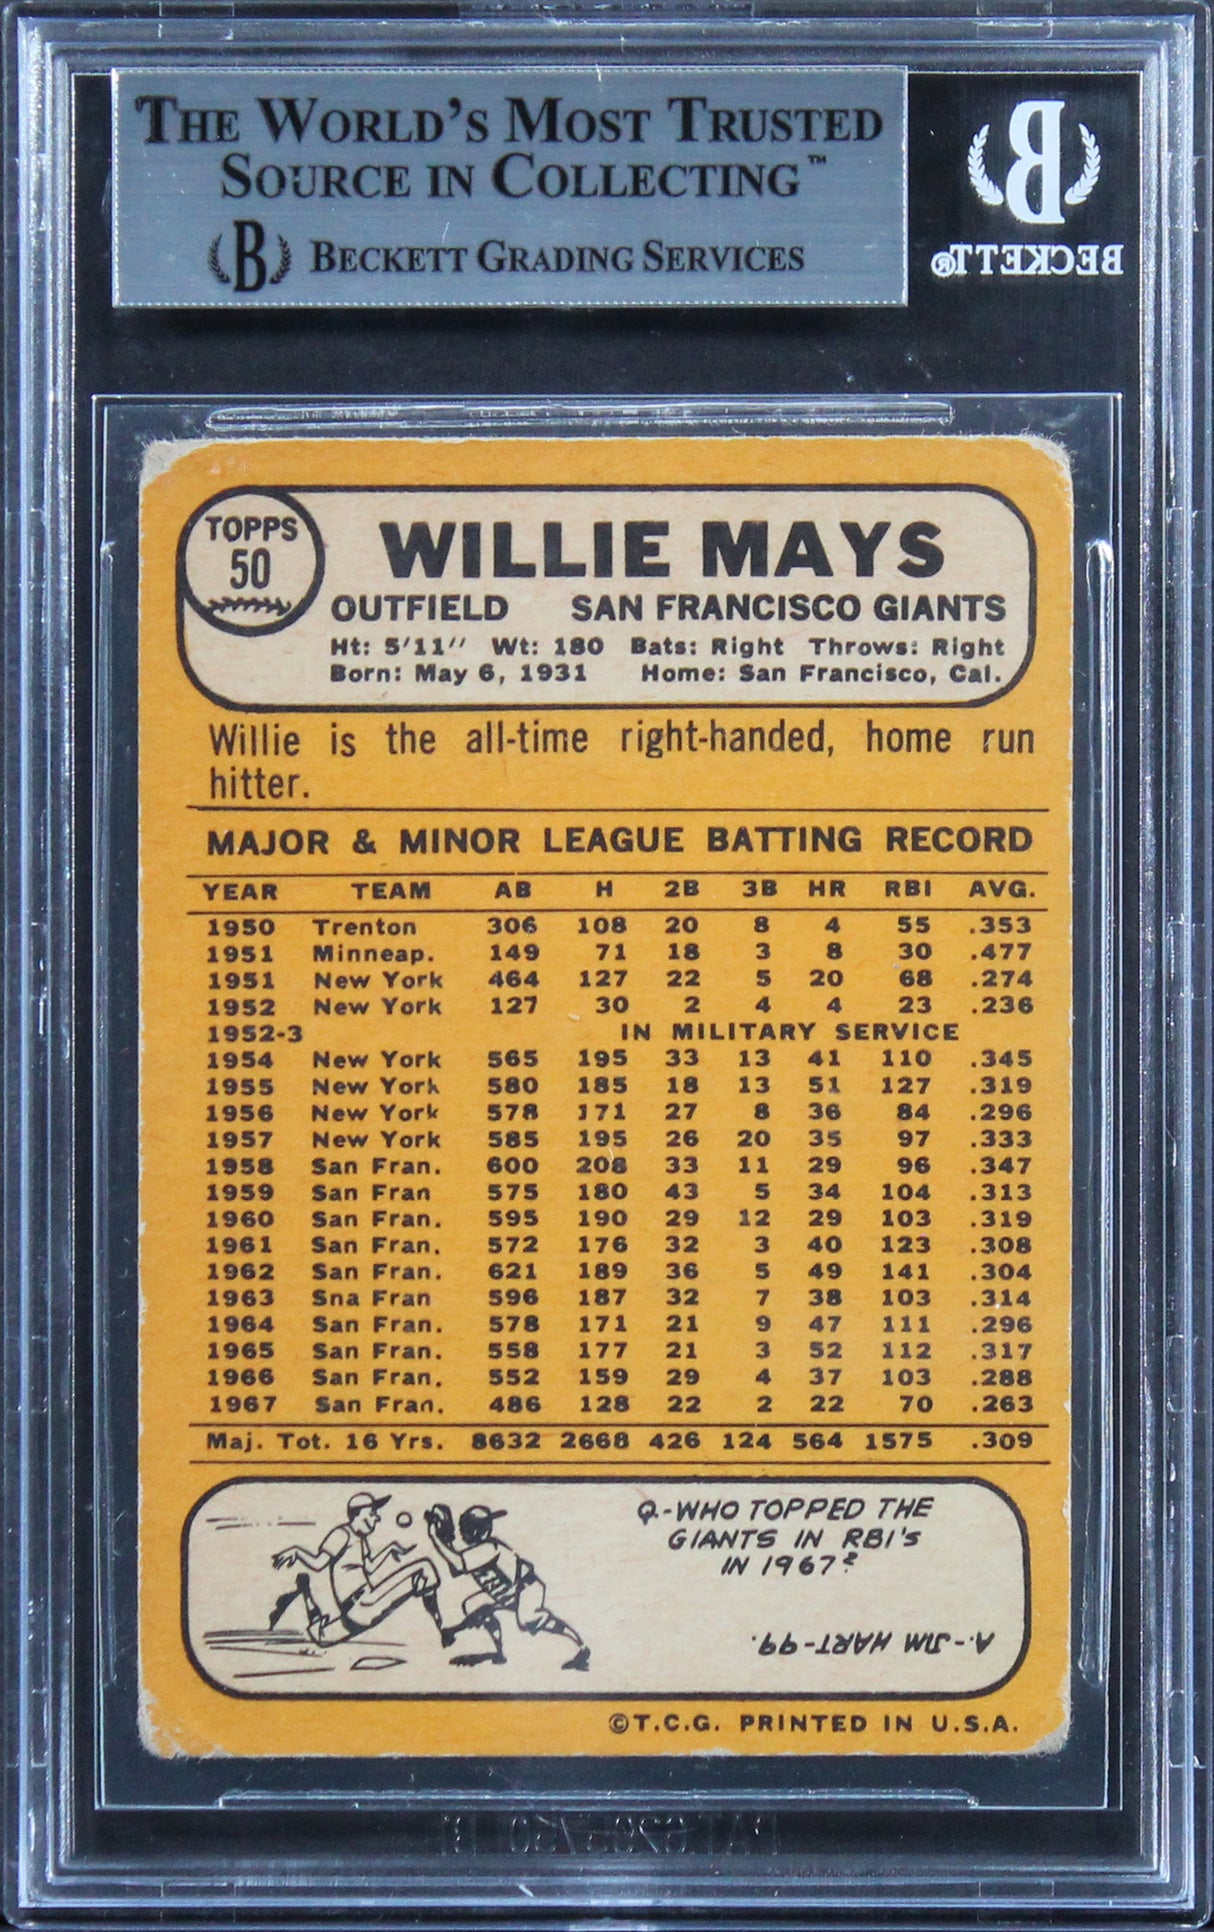 THE WORLD'S MOST TRUSTED
SOURCE IN COLLECTING™
B BECKETT GRADING SERVICES
B
BECKETT®
TOPPS
50
WILLIE MAYS
OUTFIELD SAN FRANCISCO GIANTS
Ht: 5'11'' Wt: 180 Bats: Right Throws: Right
Born: May 6, 1931 Home: San Francisco, Cal.
Willie is the all-time right-handed, home run
hitter.
MAJOR & MINOR LEAGUE BATTING RECORD
YEAR TEAM AB H 2B 3B HR RBI AVG.
1950 Trenton 306 108 20 8 4 55 .353
1951 Minneap. 149 71 18 3 8 30 .477
1951 New York 464 127 22 5 20 68 .274
1952 New York 127 30 2 4 4 23 .236
1952-3 IN MILITARY SERVICE
1954 New York 565 195 33 13 41 110 .345
1955 New York 580 185 18 13 51 127 .319
1956 New York 578 171 27 8 36 84 .296
1957 New York 585 195 26 20 35 97 .333
1958 San Fran. 600 208 33 11 29 96 .347
1959 San Fran 575 180 43 5 34 104 .313
1960 San Fran. 595 190 29 12 29 103 .319
1961 San Fran. 572 176 32 3 40 123 .308
1962 San Fran. 621 189 36 5 49 141 .304
1963 Sna Fran 596 187 32 7 38 103 .314
1964 San Fran. 578 171 21 9 47 111 .296
1965 San Fran. 558 177 21 3 52 112 .317
1966 San Fran. 552 159 29 4 37 103 .288
1967 San Fran. 486 128 22 2 22 70 .263
Maj. Tot. 16 Yrs. 8632 2668 426 124 564 1575 .309
Q.-WHO TOPPED THE
GIANTS IN RBI'S
IN 1967?
A.-JIM HART-99.
©T.C.G. PRINTED IN U.S.A.